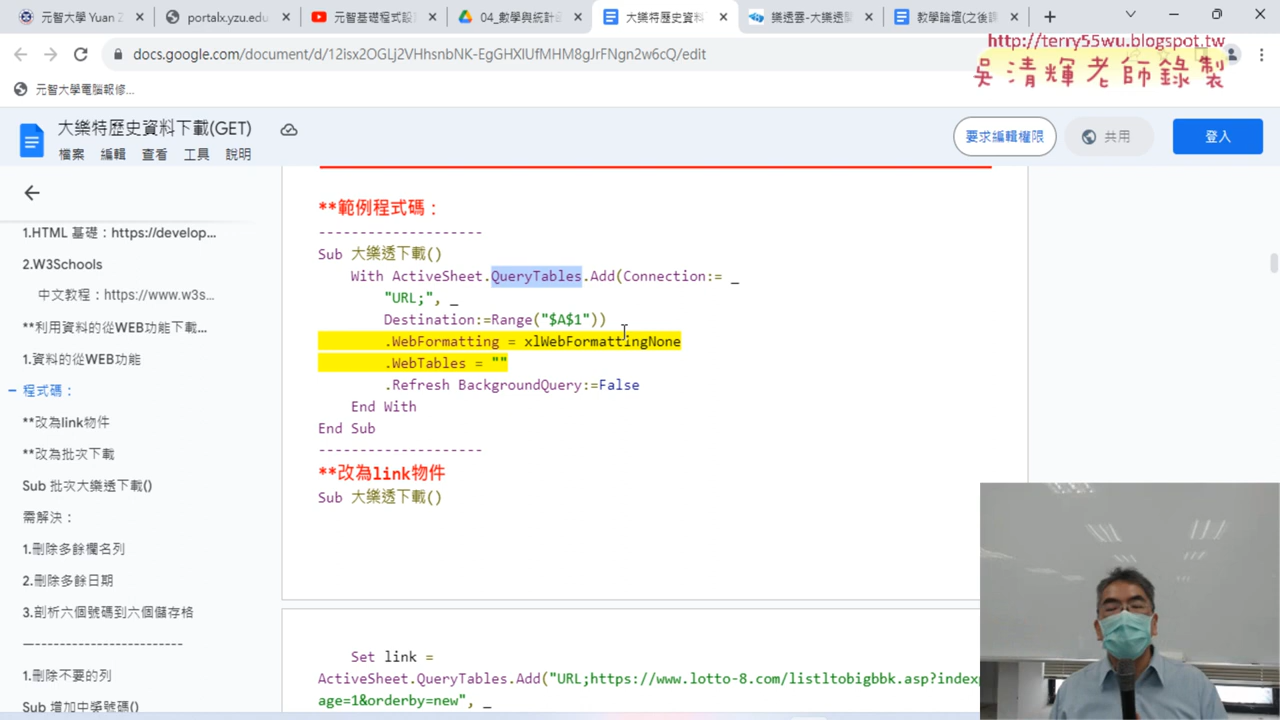 元智大學 Yuan Z
portalx.yzu.edu
元智基礎程式設
04_數學與統計函
大樂特歷史資料
樂透雲-大樂透
教學論壇(之後課
docs.google.com/document/d/12Isx2OGLj2VHhsnbNK-EgGHXUfMHM8gJrFNgn2w6cQ/edit
http://terry55wu.blogspot.tw
吳清輝老師錄製
元智大學電腦報修...
大樂特歷史資料下載(GET)
檔案 編輯 查看 工具 說明
要求編輯權限
共用
登入
1.HTML 基礎：https://develop...
2.W3Schools
中文教程：https://www.w3s...
**利用資料的從WEB功能下載...
1.資料的從WEB功能
程式碼：
**改為link物件
**改為批次下載
Sub 批次大樂透下載()
需解決：
1.刪除多餘欄名列
2.刪除多餘日期
3.剖析六個號碼到六個儲存格
—-----------------------
1.刪除不要的列
Sub 增加中獎號碼()
**範例程式碼：
--------------------
Sub 大樂透下載()
With ActiveSheet.QueryTables.Add(Connection:= _
"URL;", _
Destination:=Range("$A$1"))
.WebFormatting = xlWebFormattingNone
.WebTables = ""
.Refresh BackgroundQuery:=False
End With
End Sub
--------------------
**改為link物件
Sub 大樂透下載()
Set link =
ActiveSheet.QueryTables.Add("URL;https://www.lotto-8.com/listltobigbbk.asp?indexp
age=1&orderby=new", _